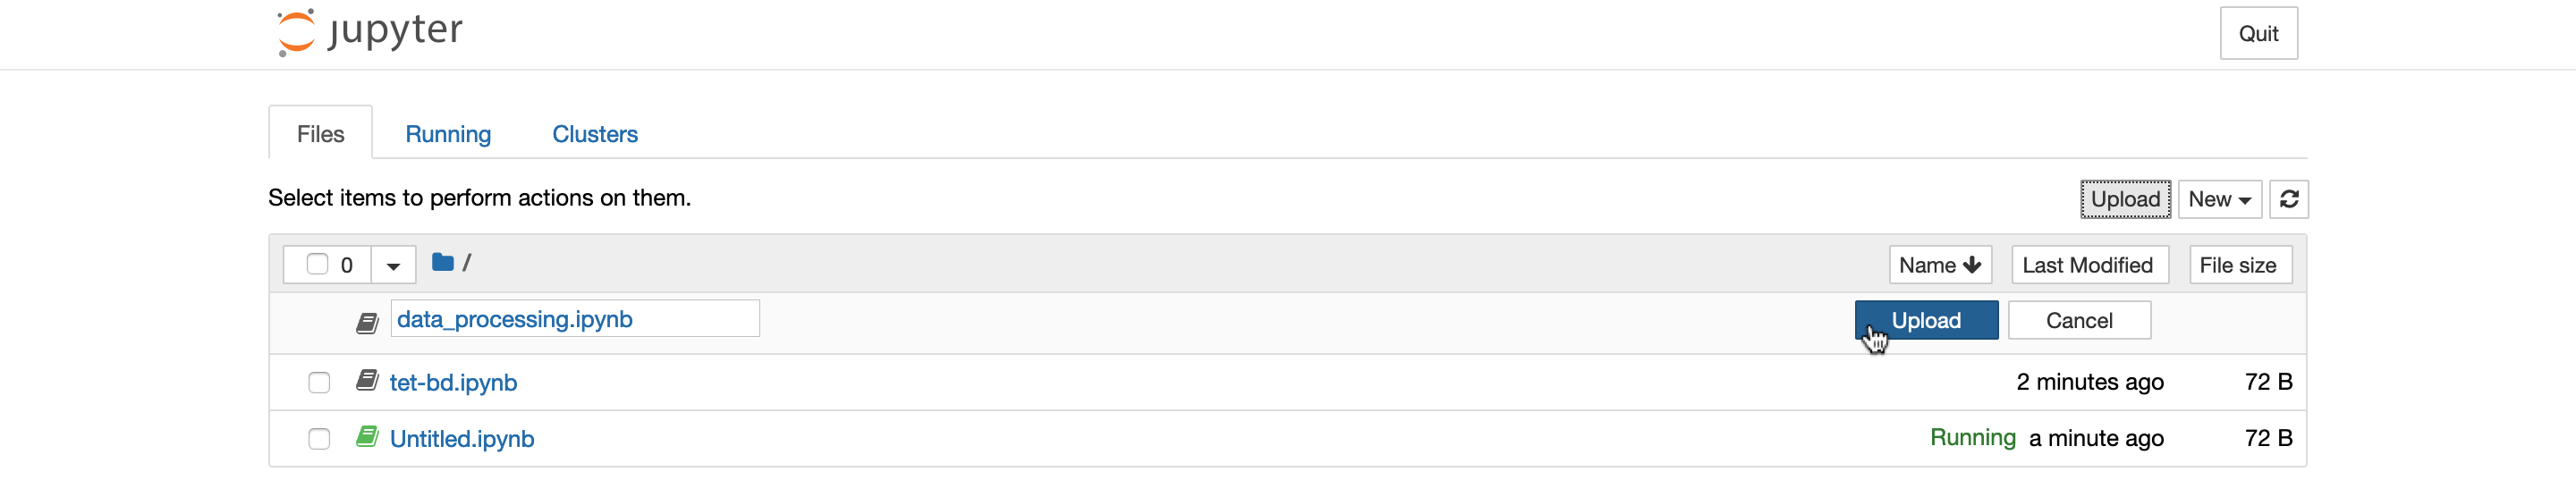 jupyter
Quit
Files Running Clusters
Select items to perform actions on them.
Upload New
0 / Name Last Modified File size
data_processing.ipynb Upload Cancel
tet-bd.ipynb 2 minutes ago 72 B
Untitled.ipynb Running a minute ago 72 B